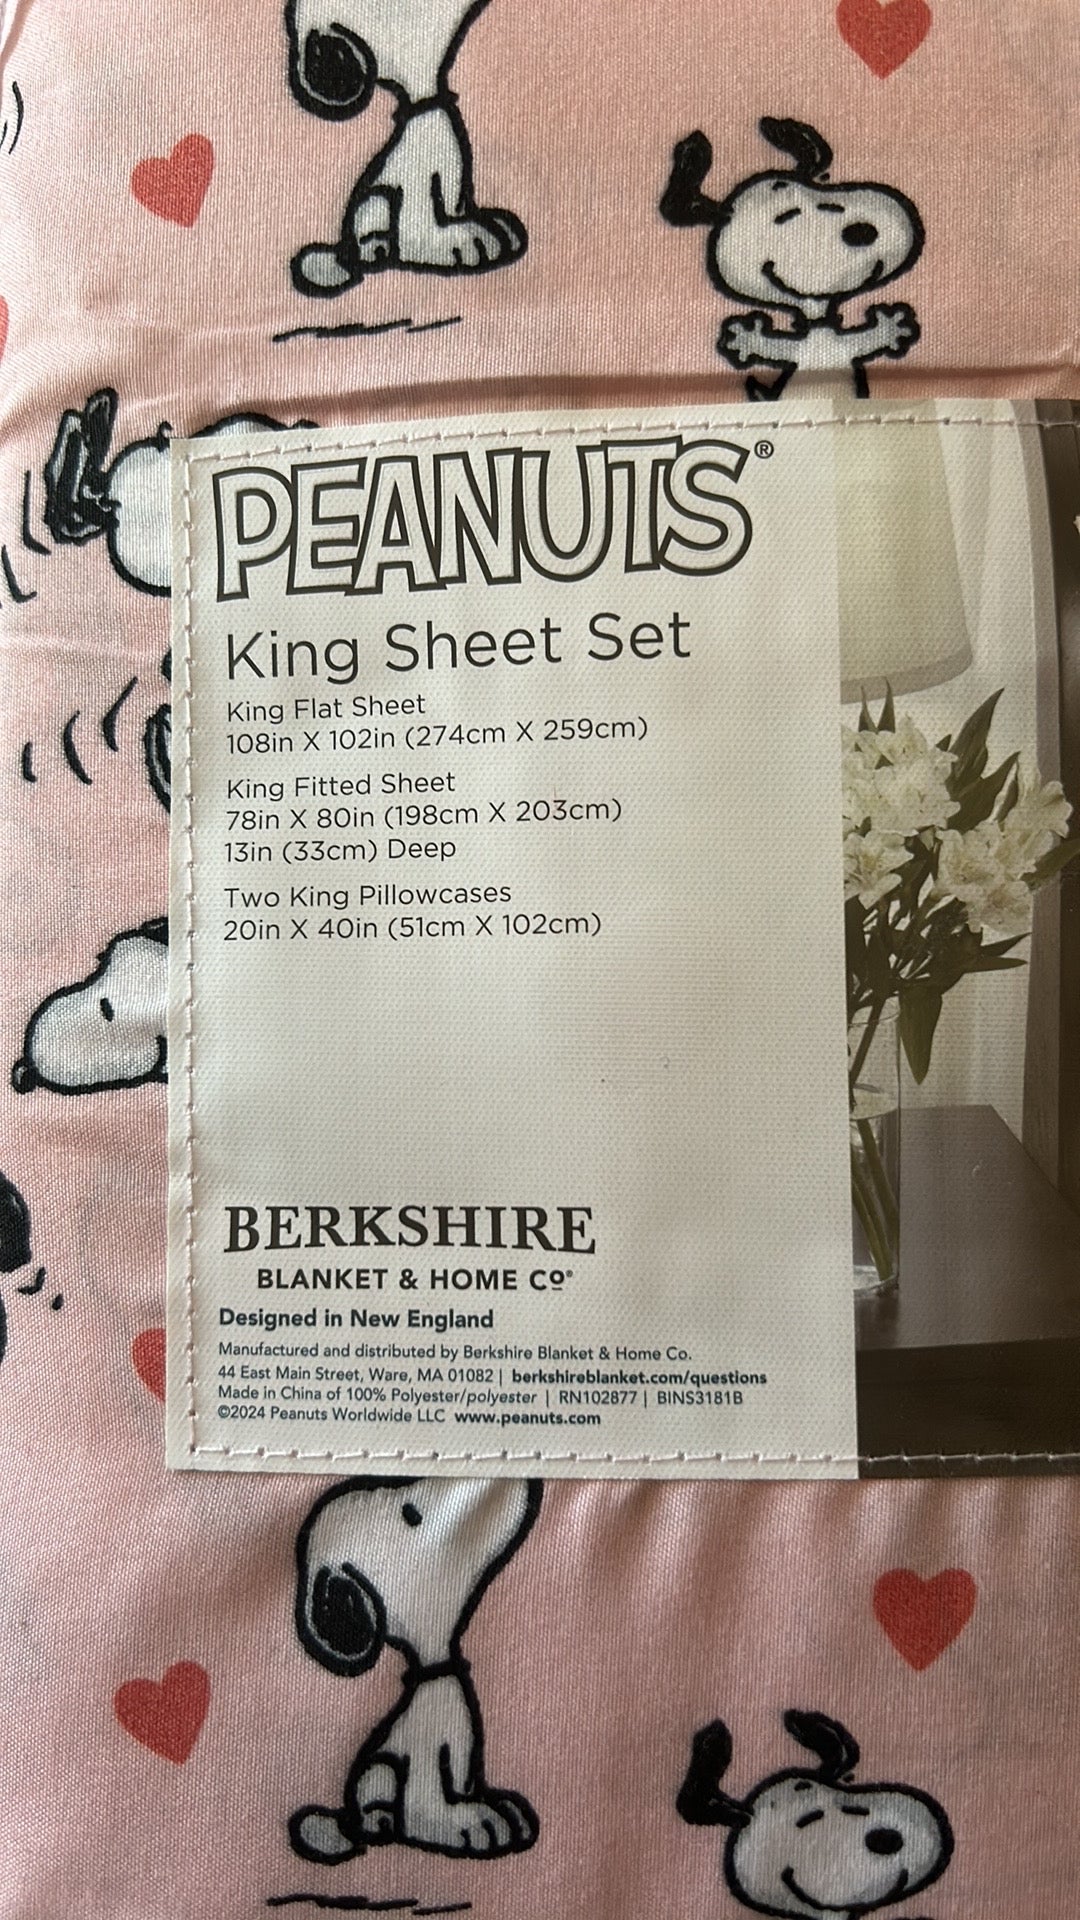 PEANUTS®
King Sheet Set
King Flat Sheet
108in X 102in (274cm X 259cm)
King Fitted Sheet
78in X 80in (198cm X 203cm)
13in (33cm) Deep
Two King Pillowcases
20in X 40in (51cm X 102cm)
BERKSHIRE
BLANKET & HOME Cº®
Designed in New England
Manufactured and distributed by Berkshire Blanket & Home Co.
44 East Main Street, Ware, MA 01082 | berkshireblanket.com/questions
Made in China of 100% Polyester/polyester | RN102877 | BINS3181B
©2024 Peanuts Worldwide LLC www.peanuts.com